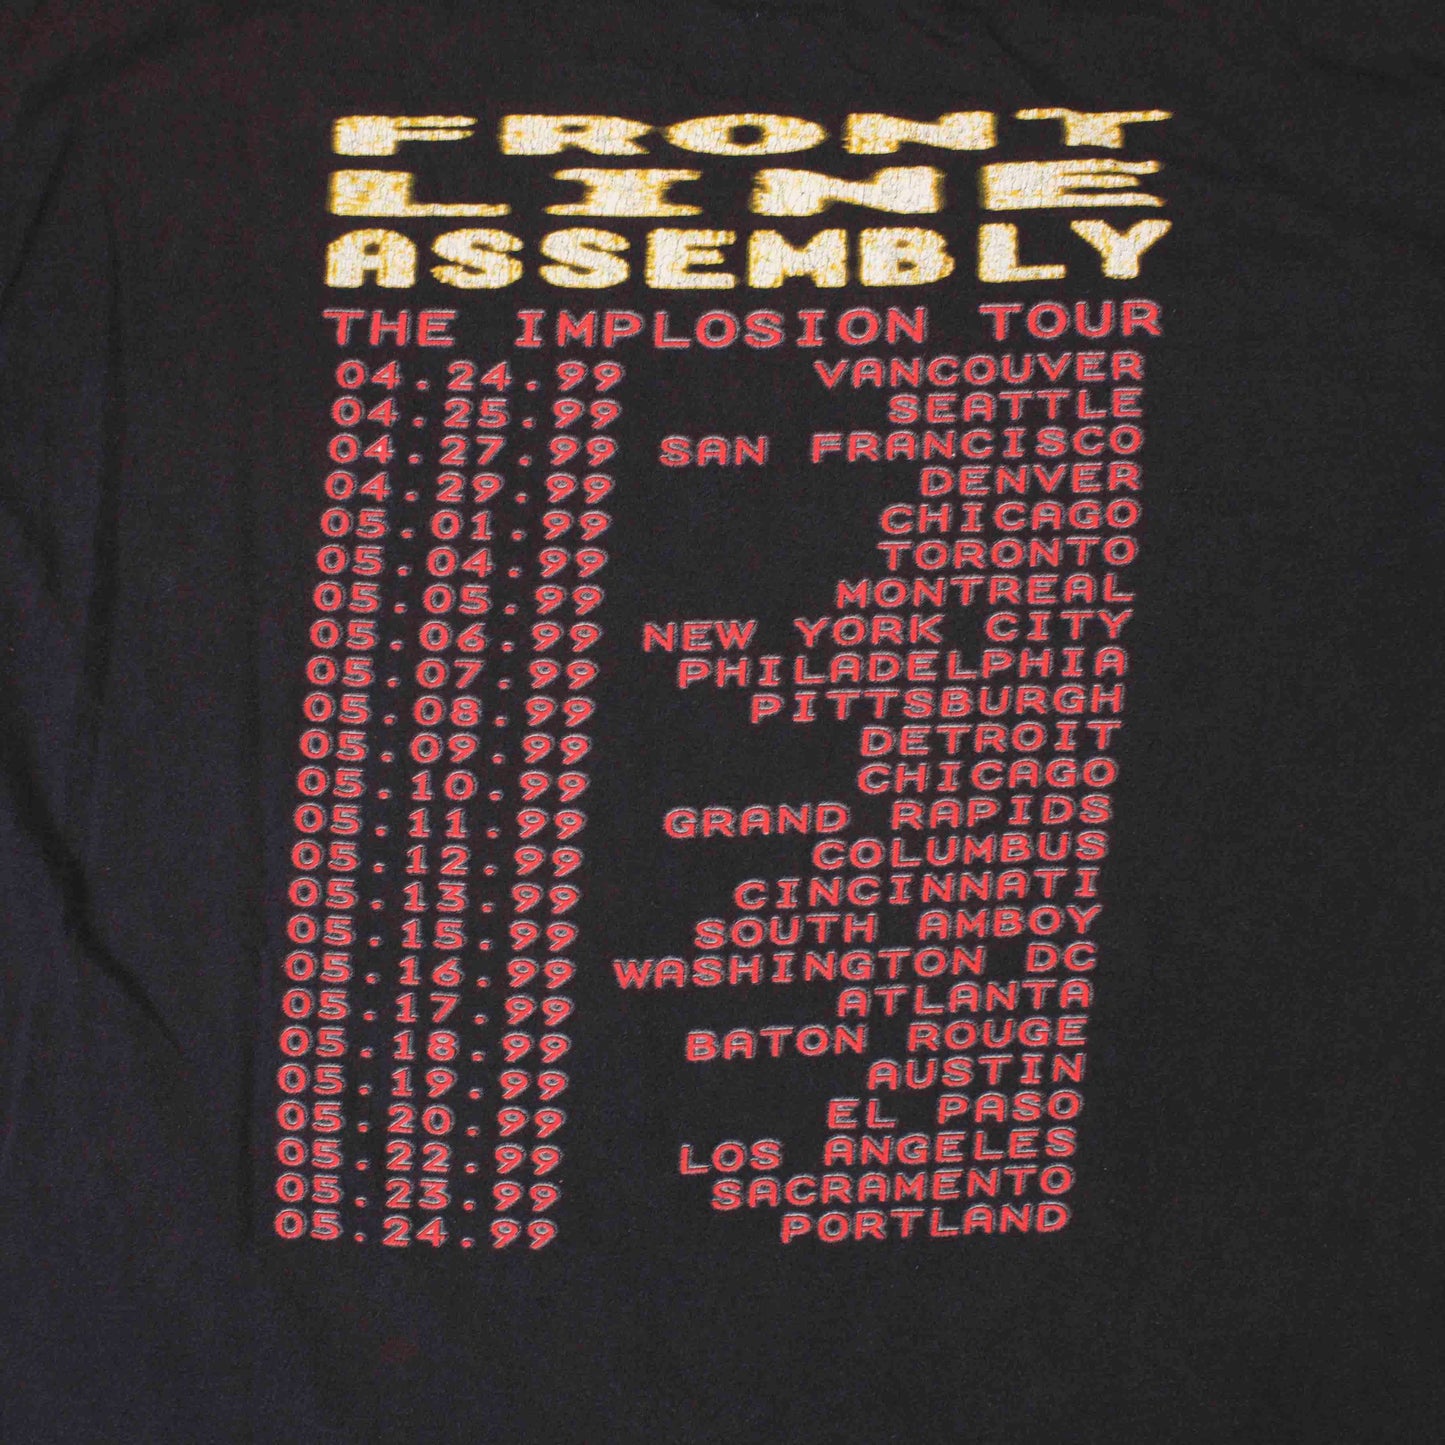 FRONT
LINE
ASSEMBLY
THE IMPLOSION TOUR
04.24.99 VANCOUVER
04.25.99 SEATTLE
04.27.99 SAN FRANCISCO
04.29.99 DENVER
05.01.99 CHICAGO
05.04.99 TORONTO
05.05.99 MONTREAL
05.06.99 NEW YORK CITY
05.07.99 PHILADELPHIA
05.08.99 PITTSBURGH
05.09.99 DETROIT
05.10.99 CHICAGO
05.11.99 GRAND RAPIDS
05.12.99 COLUMBUS
05.13.99 CINCINNATI
05.15.99 SOUTH AMBOY
05.16.99 WASHINGTON DC
05.17.99 ATLANTA
05.18.99 BATON ROUGE
05.19.99 AUSTIN
05.20.99 EL PASO
05.22.99 LOS ANGELES
05.23.99 SACRAMENTO
05.24.99 PORTLAND